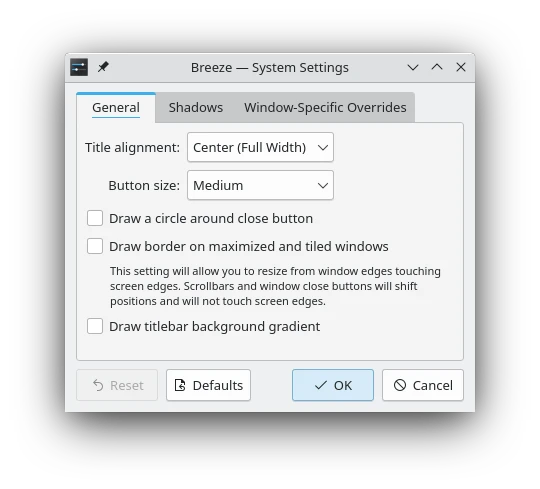 Breeze — System Settings
General
Shadows
Window-Specific Overrides
Title alignment: Center (Full Width)
Button size: Medium
Draw a circle around close button
Draw border on maximized and tiled windows
This setting will allow you to resize from window edges touching
screen edges. Scrollbars and window close buttons will shift
positions and will not touch screen edges.
Draw titlebar background gradient
Reset
Defaults
OK
Cancel